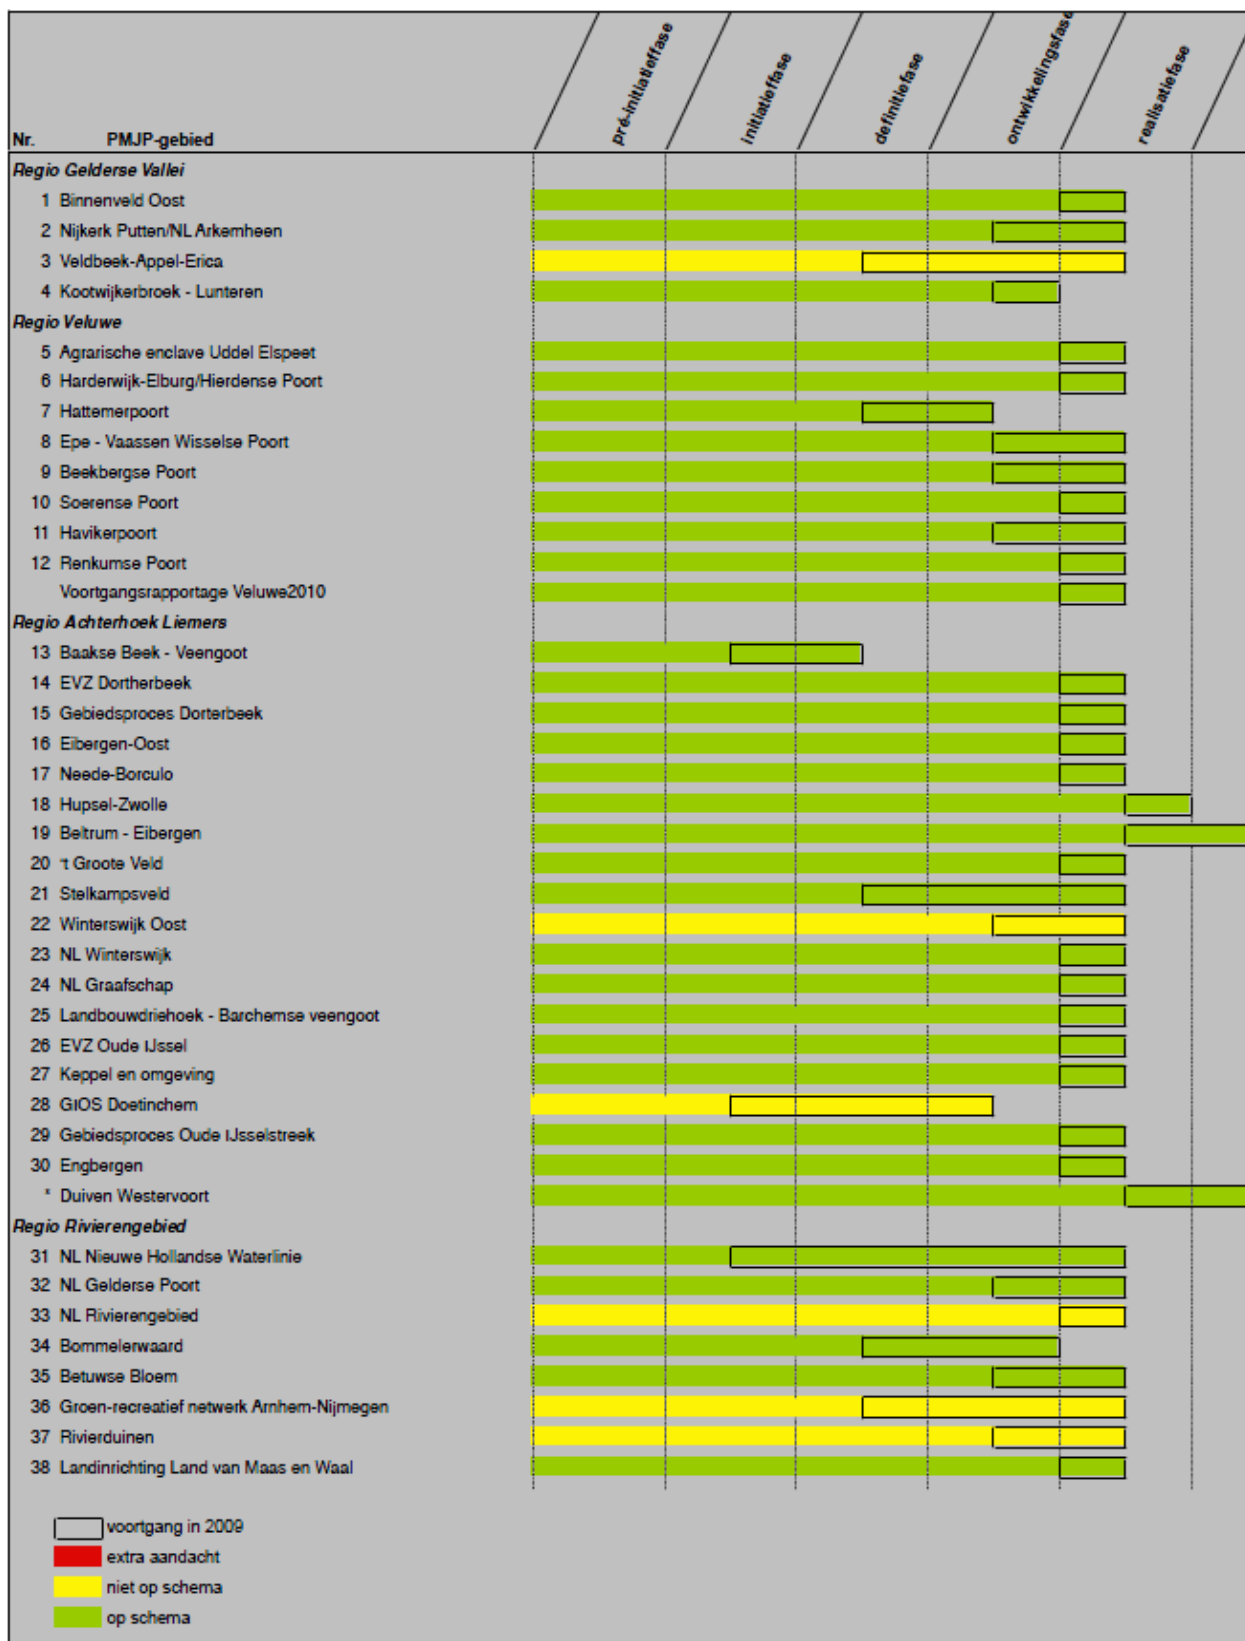 pré-initiatieffase
initiatieffase
definitiefase
ontwikkelingsfase
realisatiefase
Nr. PMJP-gebied
Regio Gelderse Vallei
1 Binnenveld Oost
2 Nijkerk Putten/NL Arkemheen
3 Veldbeek-Appel-Erica
4 Kootwijkerbroek - Lunteren
Regio Veluwe
5 Agrarische enclave Uddel Elspeet
6 Harderwijk-Elburg/Hierdense Poort
7 Hattemerpoort
8 Epe - Vaassen Wisselse Poort
9 Beekbergse Poort
10 Soerense Poort
11 Havikerpoort
12 Renkumse Poort
Voortgangsrapportage Veluwe2010
Regio Achterhoek Liemers
13 Baakse Beek - Veengoot
14 EVZ Dortherbeek
15 Gebiedsproces Dorterbeek
16 Eibergen-Oost
17 Neede-Borculo
18 Hupsel-Zwolle
19 Beltrum - Eibergen
20 't Groote Veld
21 Stelkampsveld
22 Winterswijk Oost
23 NL Winterswijk
24 NL Graafschap
25 Landbouwdriehoek - Barchemse veengoot
26 EVZ Oude IJssel
27 Keppel en omgeving
28 GIOS Doetinchem
29 Gebiedsproces Oude IJsselstreek
30 Engbergen
* Duiven Westervoort
Regio Rivierengebied
31 NL Nieuwe Hollandse Waterlinie
32 NL Gelderse Poort
33 NL Rivierengebied
34 Bommelerwaard
35 Betuwse Bloem
36 Groen-recreatief netwerk Arnhem-Nijmegen
37 Rivierduinen
38 Landinrichting Land van Maas en Waal
voortgang in 2009
extra aandacht
niet op schema
op schema